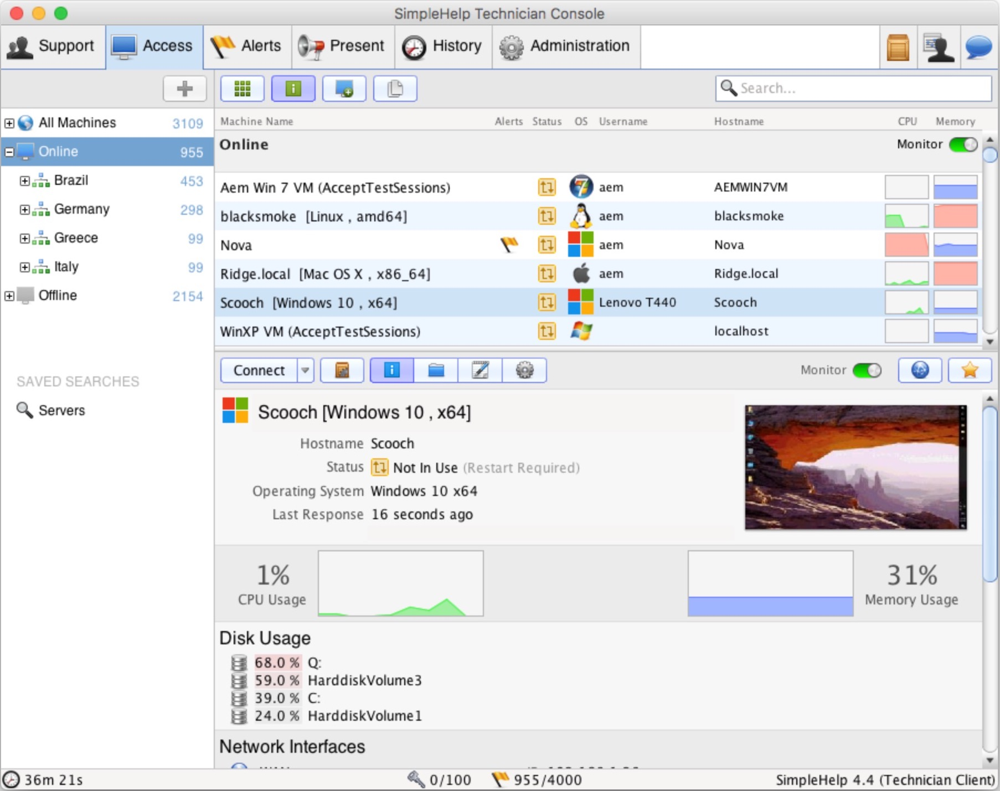 SimpleHelp Technician Console
Support Access Alerts Present History Administration
Search...
All Machines 3109
Online 955
Brazil 453
Germany 298
Greece 99
Italy 99
Offline 2154
SAVED SEARCHES
Servers
Machine Name Alerts Status OS Username Hostname CPU Memory
Online Monitor
Aem Win 7 VM (AcceptTestSessions) aem AEMWIN7VM
blacksmoke [Linux , amd64] aem blacksmoke
Nova aem Nova
Ridge.local [Mac OS X , x86_64] aem Ridge.local
Scooch [Windows 10 , x64] Lenovo T440 Scooch
WinXP VM (AcceptTestSessions) localhost
Connect Monitor
Scooch [Windows 10 , x64]
Hostname Scooch
Status Not In Use (Restart Required)
Operating System Windows 10 x64
Last Response 16 seconds ago
1%
CPU Usage
31%
Memory Usage
Disk Usage
68.0 % Q:
59.0 % HarddiskVolume3
39.0 % C:
24.0 % HarddiskVolume1
Network Interfaces
36m 21s 0/100 955/4000 SimpleHelp 4.4 (Technician Client)